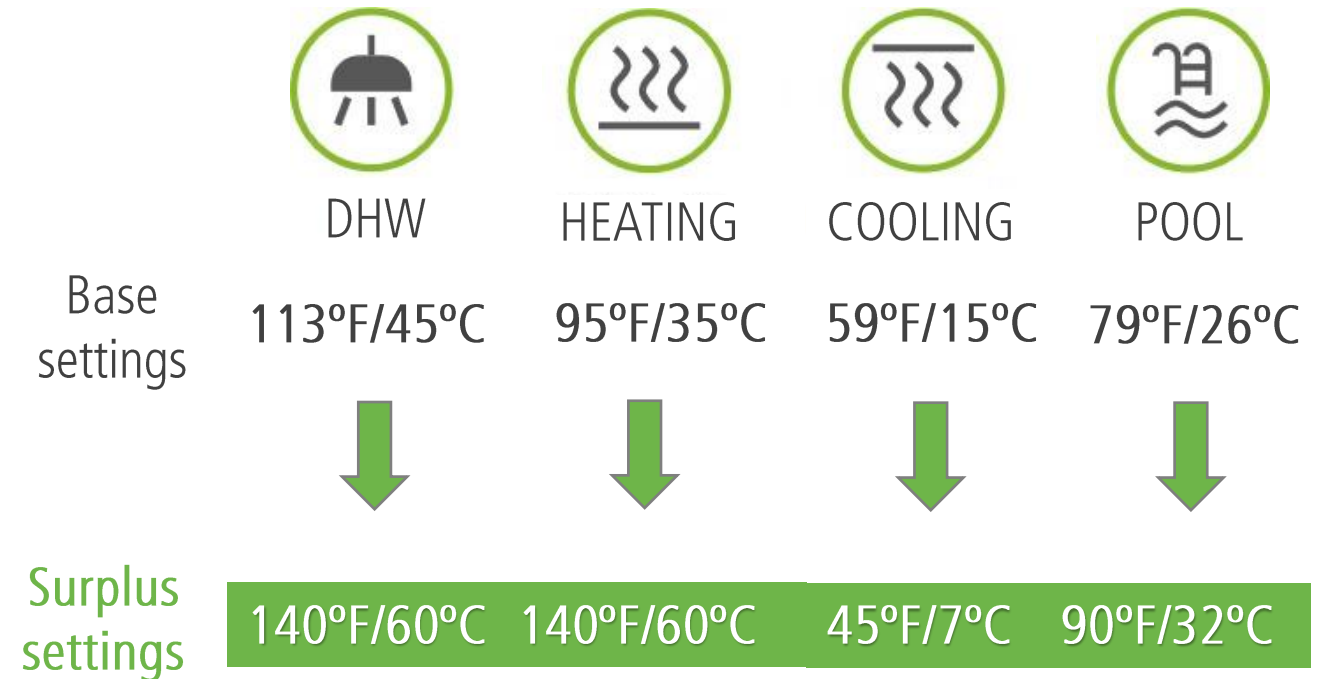 DHW HEATING COOLING POOL
Base
settings
113ºF/45ºC 95ºF/35ºC 59ºF/15ºC 79ºF/26ºC
Surplus
settings
140ºF/60ºC 140ºF/60ºC 45ºF/7ºC 90ºF/32ºC